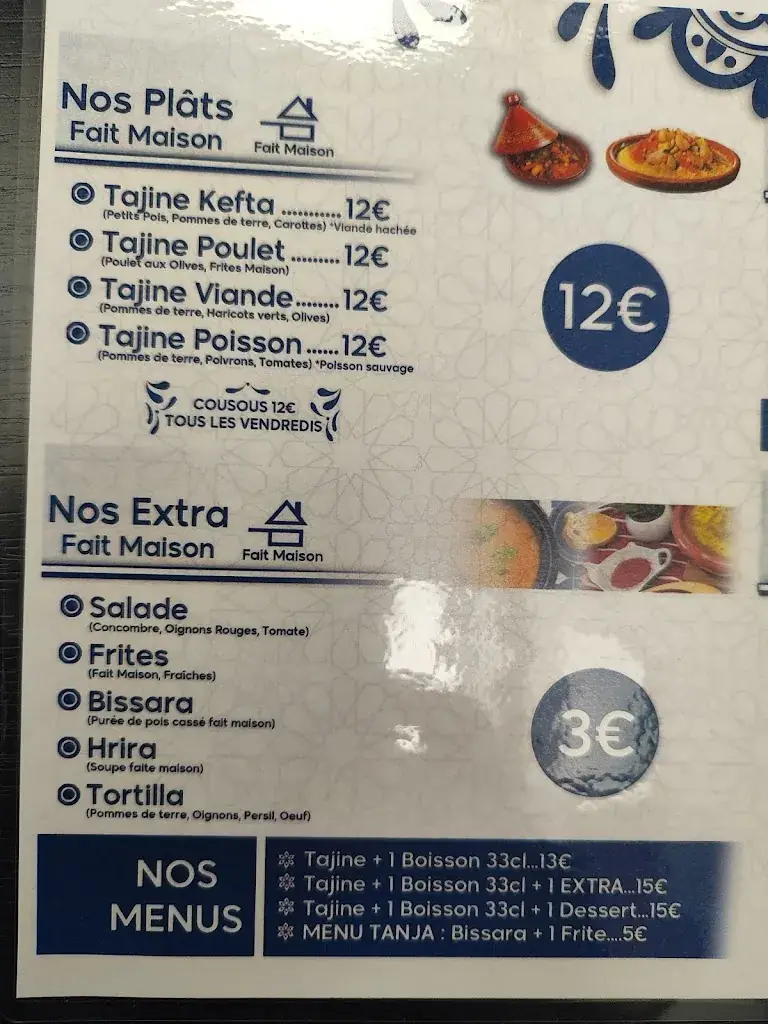 Nos Plâts
Fait Maison
Fait Maison
Tajine Kefta ........... 12€
(Petits Pois, Pommes de terre, Carottes) *Viande hachée
Tajine Poulet ......... 12€
(Poulet aux Olives, Frites Maison)
Tajine Viande........ 12€
(Pommes de terre, Haricots verts, Olives)
Tajine Poisson ...... 12€
(Pommes de terre, Poivrons, Tomates) *Poisson sauvage
12€
COUSOUS 12€
TOUS LES VENDREDIS
Nos Extra
Fait Maison
Fait Maison
Salade
(Concombre, Oignons Rouges, Tomate)
Frites
(Fait Maison, Fraîches)
Bissara
(Purée de pois cassé fait maison)
Hrira
(Soupe faite maison)
Tortilla
(Pommes de terre, Oignons, Persil, Oeuf)
3€
NOS
MENUS
Tajine + 1 Boisson 33cl...13€
Tajine + 1 Boisson 33cl + 1 EXTRA...15€
Tajine + 1 Boisson 33cl + 1 Dessert...15€
MENU TANJA : Bissara + 1 Frite....5€